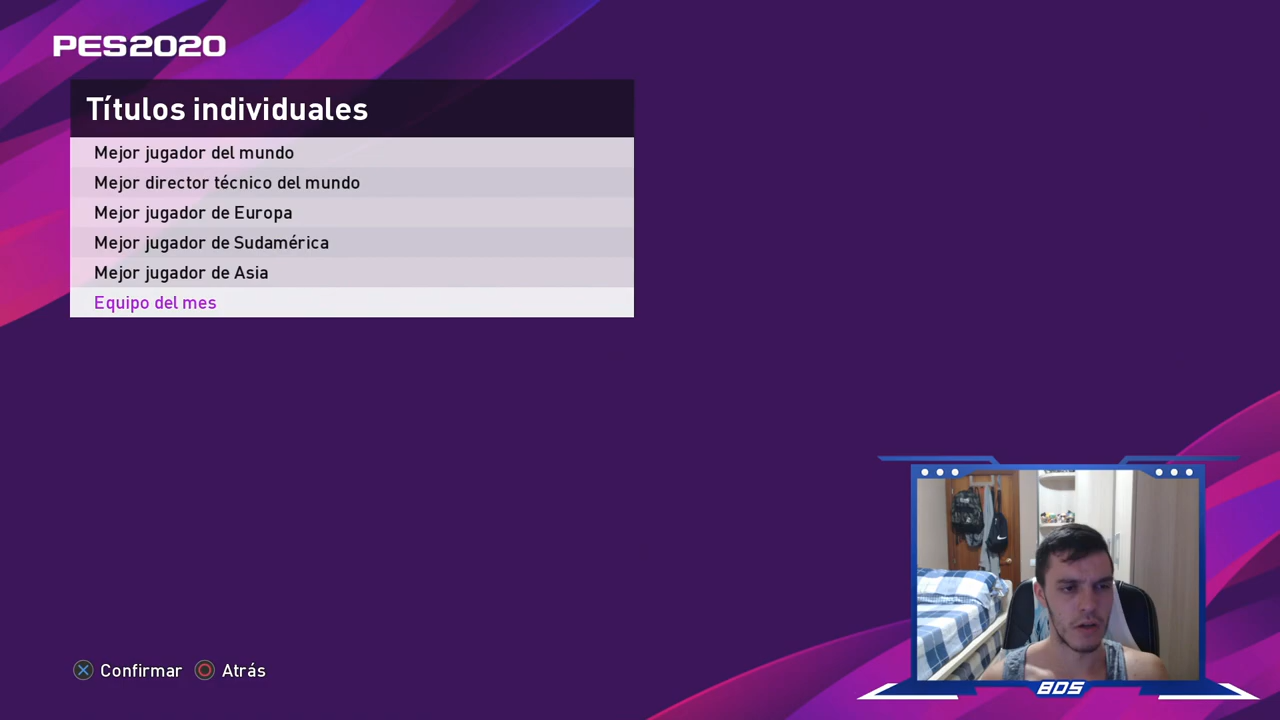 PES2020
Títulos individuales
Mejor jugador del mundo
Mejor director técnico del mundo
Mejor jugador de Europa
Mejor jugador de Sudamérica
Mejor jugador de Asia
Equipo del mes
Confirmar Atrás
BDS